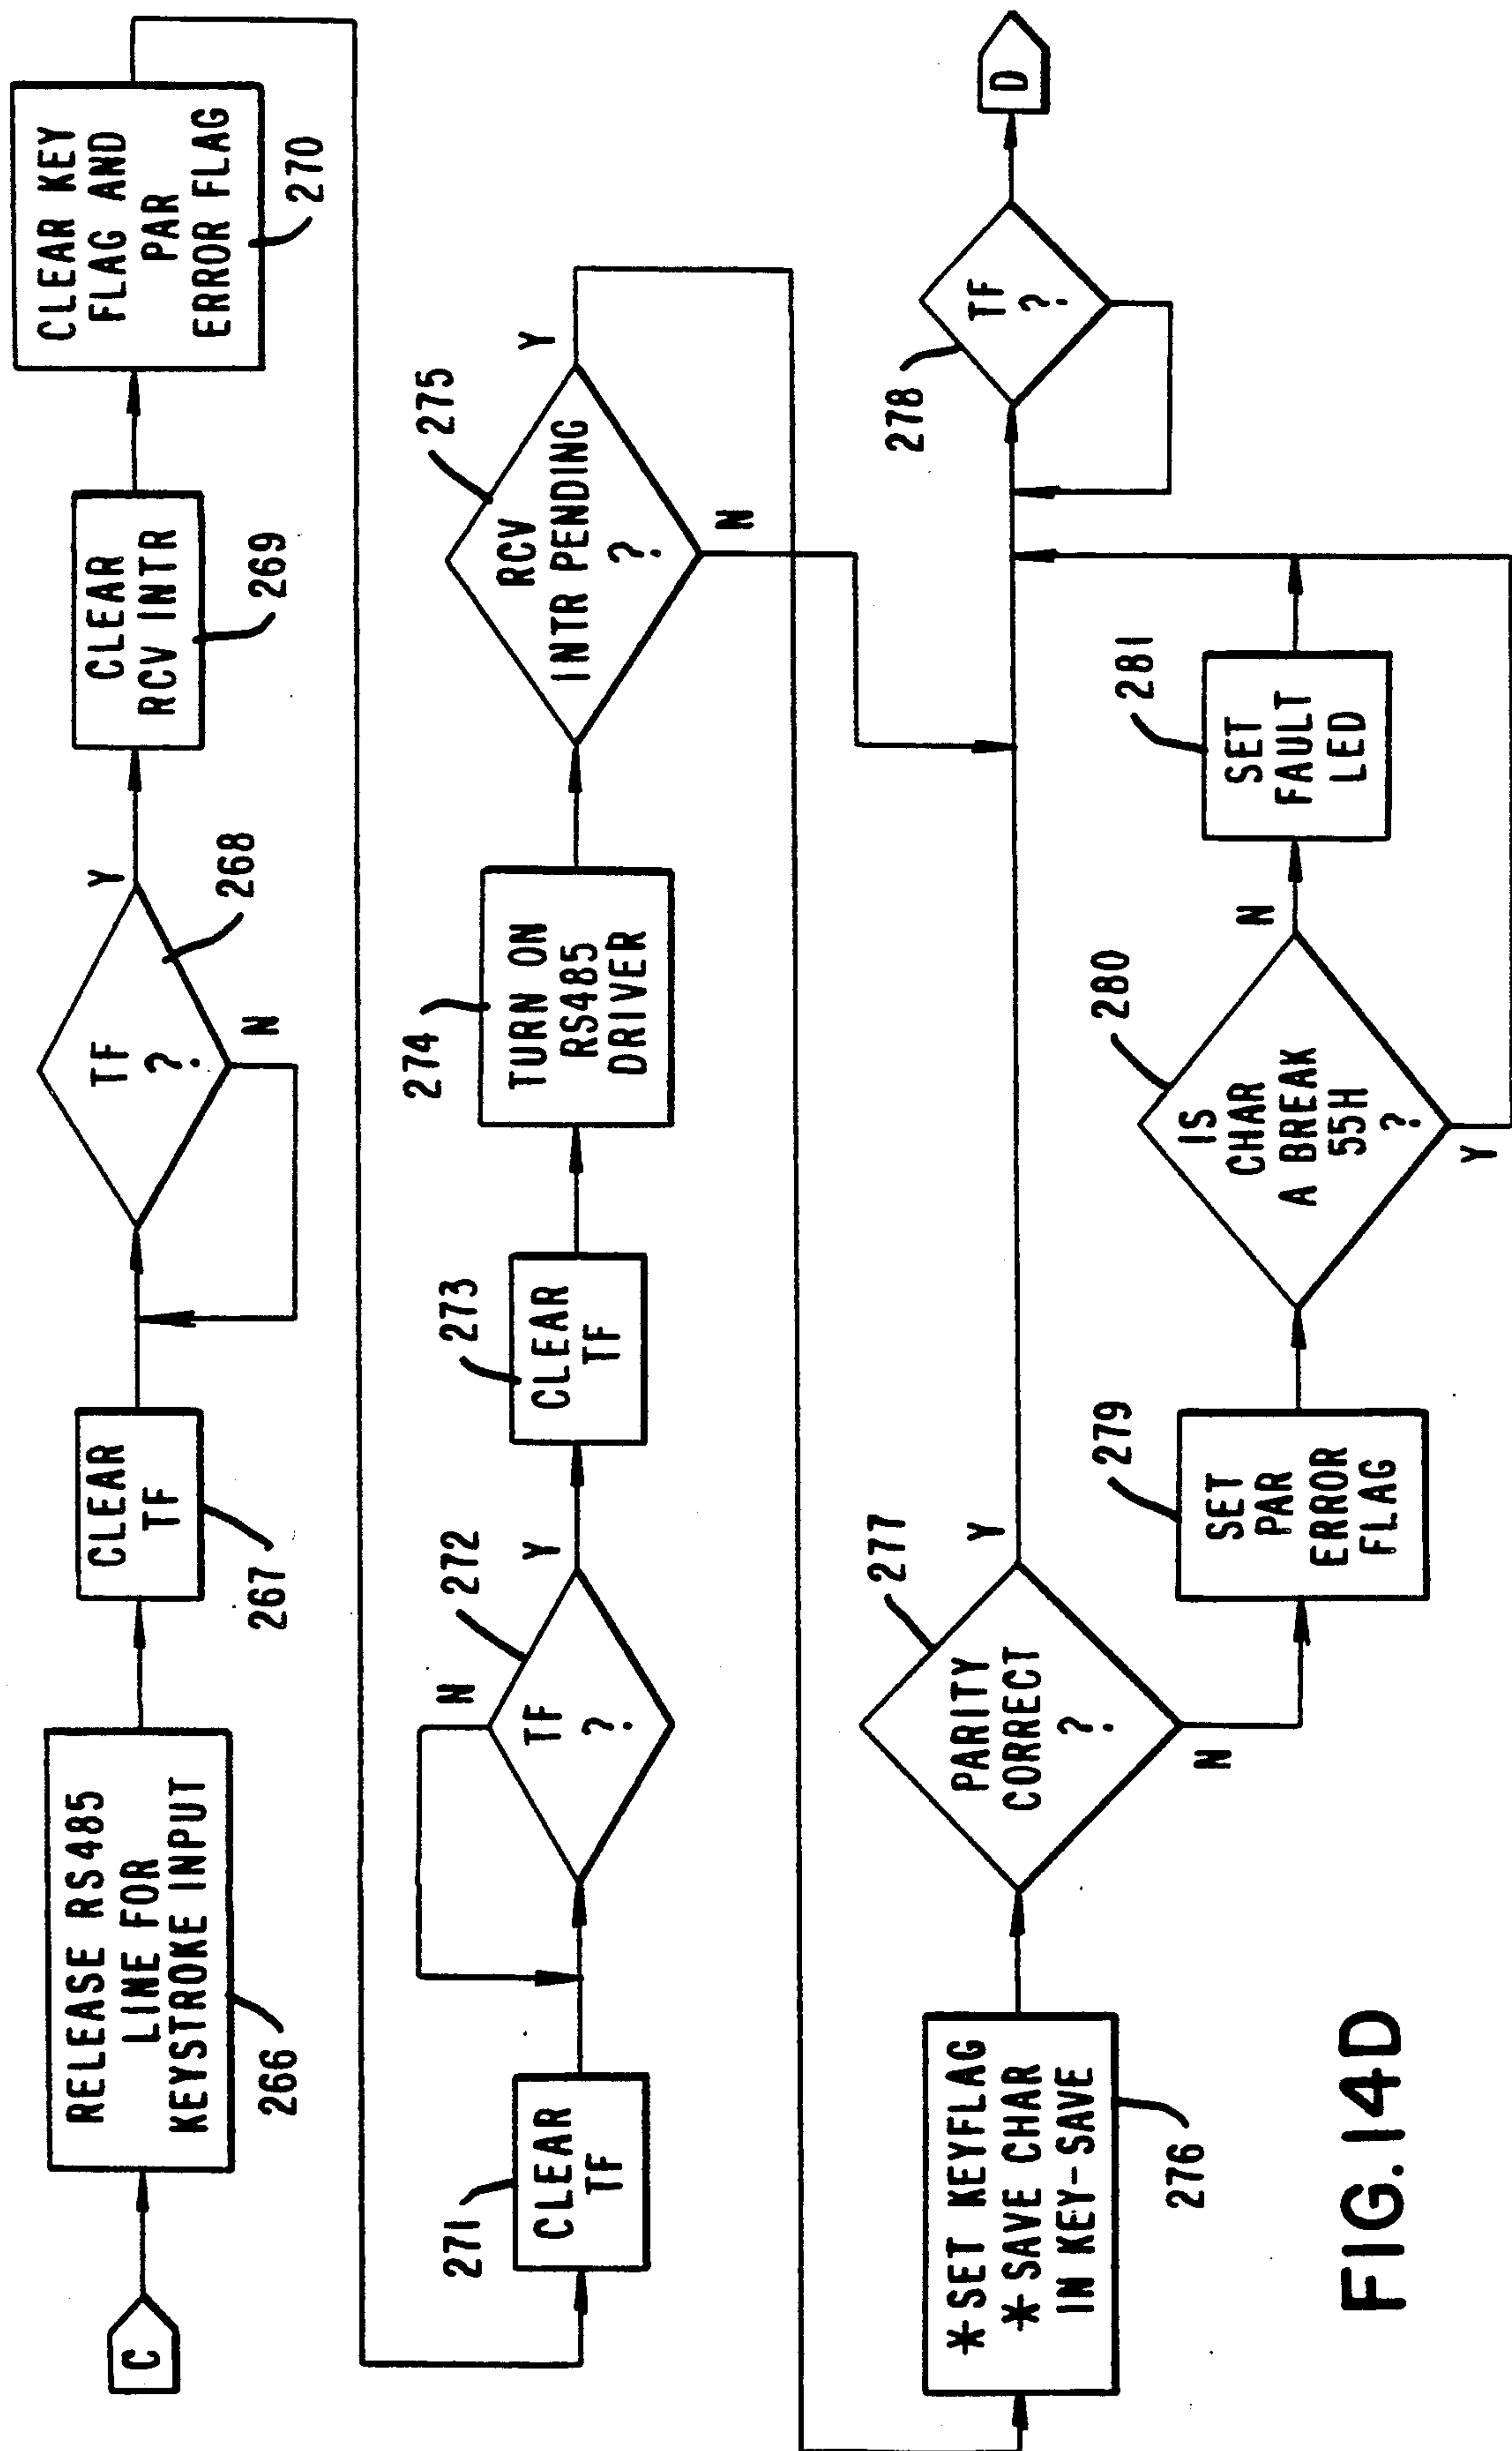 C
RELEASE RS485
LINE FOR
KEYSTROKE INPUT
266
CLEAR
TF
267
TF
?
N
Y
268
CLEAR
RCV INTR
269
CLEAR KEY
FLAG AND
PAR
ERROR FLAG
270
271
CLEAR
TF
N
TF
?
Y
272
273
CLEAR
TF
274
TURN ON
RS485
DRIVER
275
RCV
INTR PENDING
?
Y
N
*SET KEYFLAG
*SAVE CHAR
IN KEY-SAVE
276
277
PARITY
CORRECT
?
Y
N
278
TF
?
D
279
SET
PAR
ERROR
FLAG
280
IS
CHAR
A BREAK
55H
?
N
Y
281
SET
FAULT
LED
FIG.14D